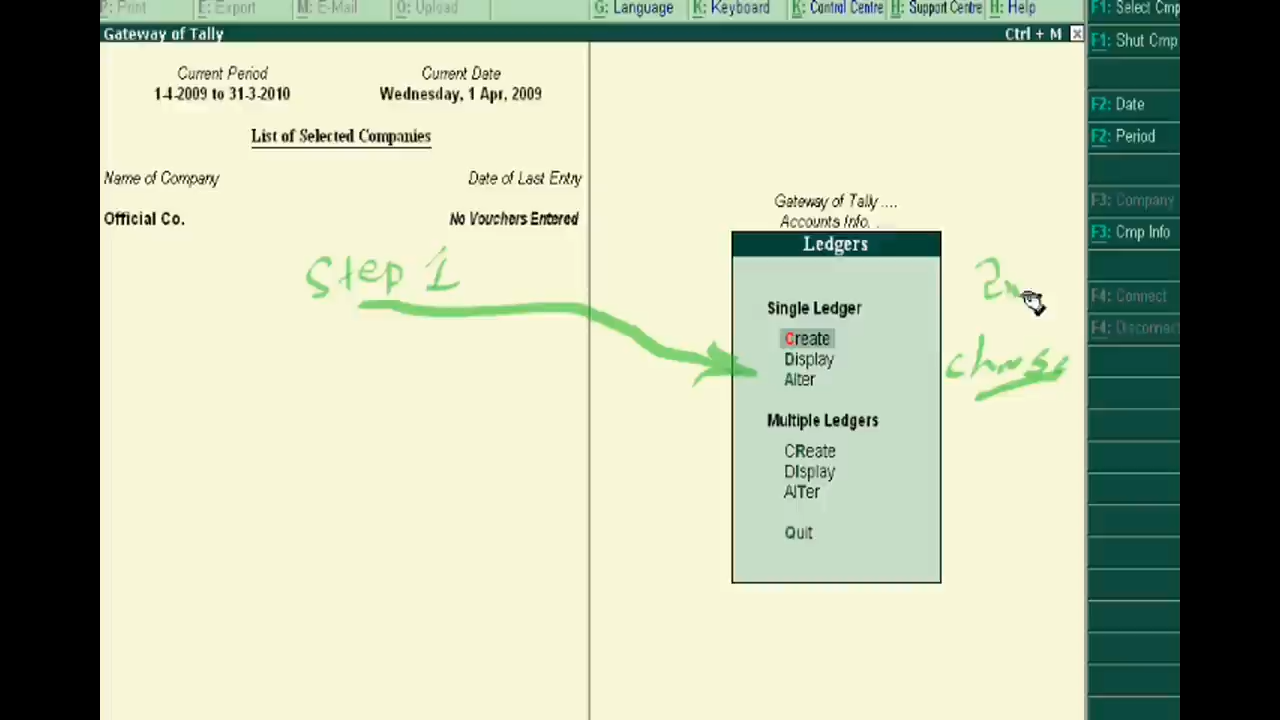 P: Print E: Export M: E-Mail O: Upload G: Language K: Keyboard K: Control Centre H: Support Centre H: Help
F1: Select Cmp
Gateway of Tally Ctrl + M
F1: Shut Cmp
Current Period Current Date
1-4-2009 to 31-3-2010 Wednesday, 1 Apr, 2009
F2: Date
List of Selected Companies
F2: Period
Name of Company Date of Last Entry
Official Co. No Vouchers Entered
F3: Company
F3: Cmp Info
Gateway of Tally ....
Accounts Info. ..
Ledgers
Step 1
F4: Connect
F4: Disconnect
Single Ledger
Create
Display
Alter
Multiple Ledgers
CReate
DIsplay
AlTer
Quit